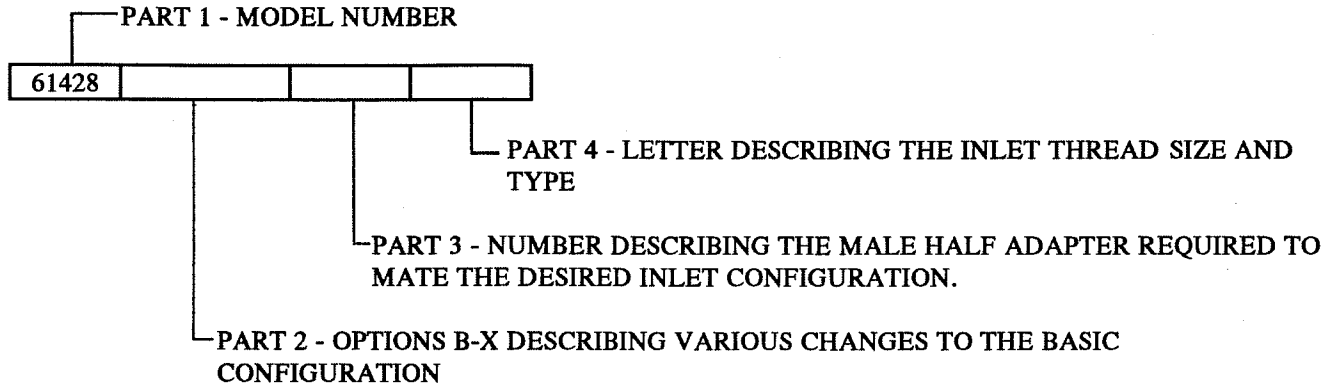 PART 1 - MODEL NUMBER
61428
PART 4 - LETTER DESCRIBING THE INLET THREAD SIZE AND
TYPE
PART 3 - NUMBER DESCRIBING THE MALE HALF ADAPTER REQUIRED TO
MATE THE DESIRED INLET CONFIGURATION.
PART 2 - OPTIONS B-X DESCRIBING VARIOUS CHANGES TO THE BASIC
CONFIGURATION